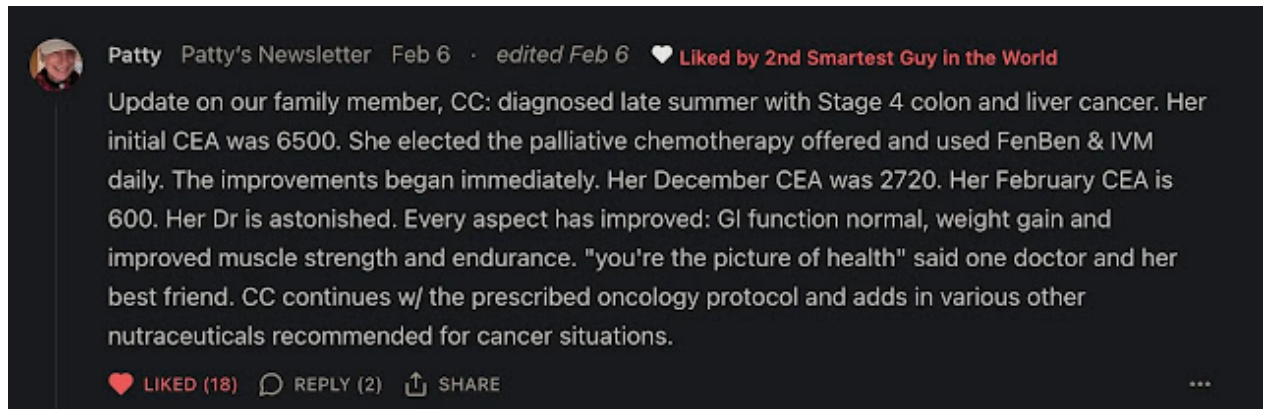 Patty Patty's Newsletter Feb 6 · edited Feb 6 Liked by 2nd Smartest Guy in the World
Update on our family member, CC: diagnosed late summer with Stage 4 colon and liver cancer. Her
initial CEA was 6500. She elected the palliative chemotherapy offered and used FenBen & IVM
daily. The improvements began immediately. Her December CEA was 2720. Her February CEA is
600. Her Dr is astonished. Every aspect has improved: GI function normal, weight gain and
improved muscle strength and endurance. "you're the picture of health" said one doctor and her
best friend. CC continues w/ the prescribed oncology protocol and adds in various other
nutraceuticals recommended for cancer situations.
LIKED (18) REPLY (2) SHARE